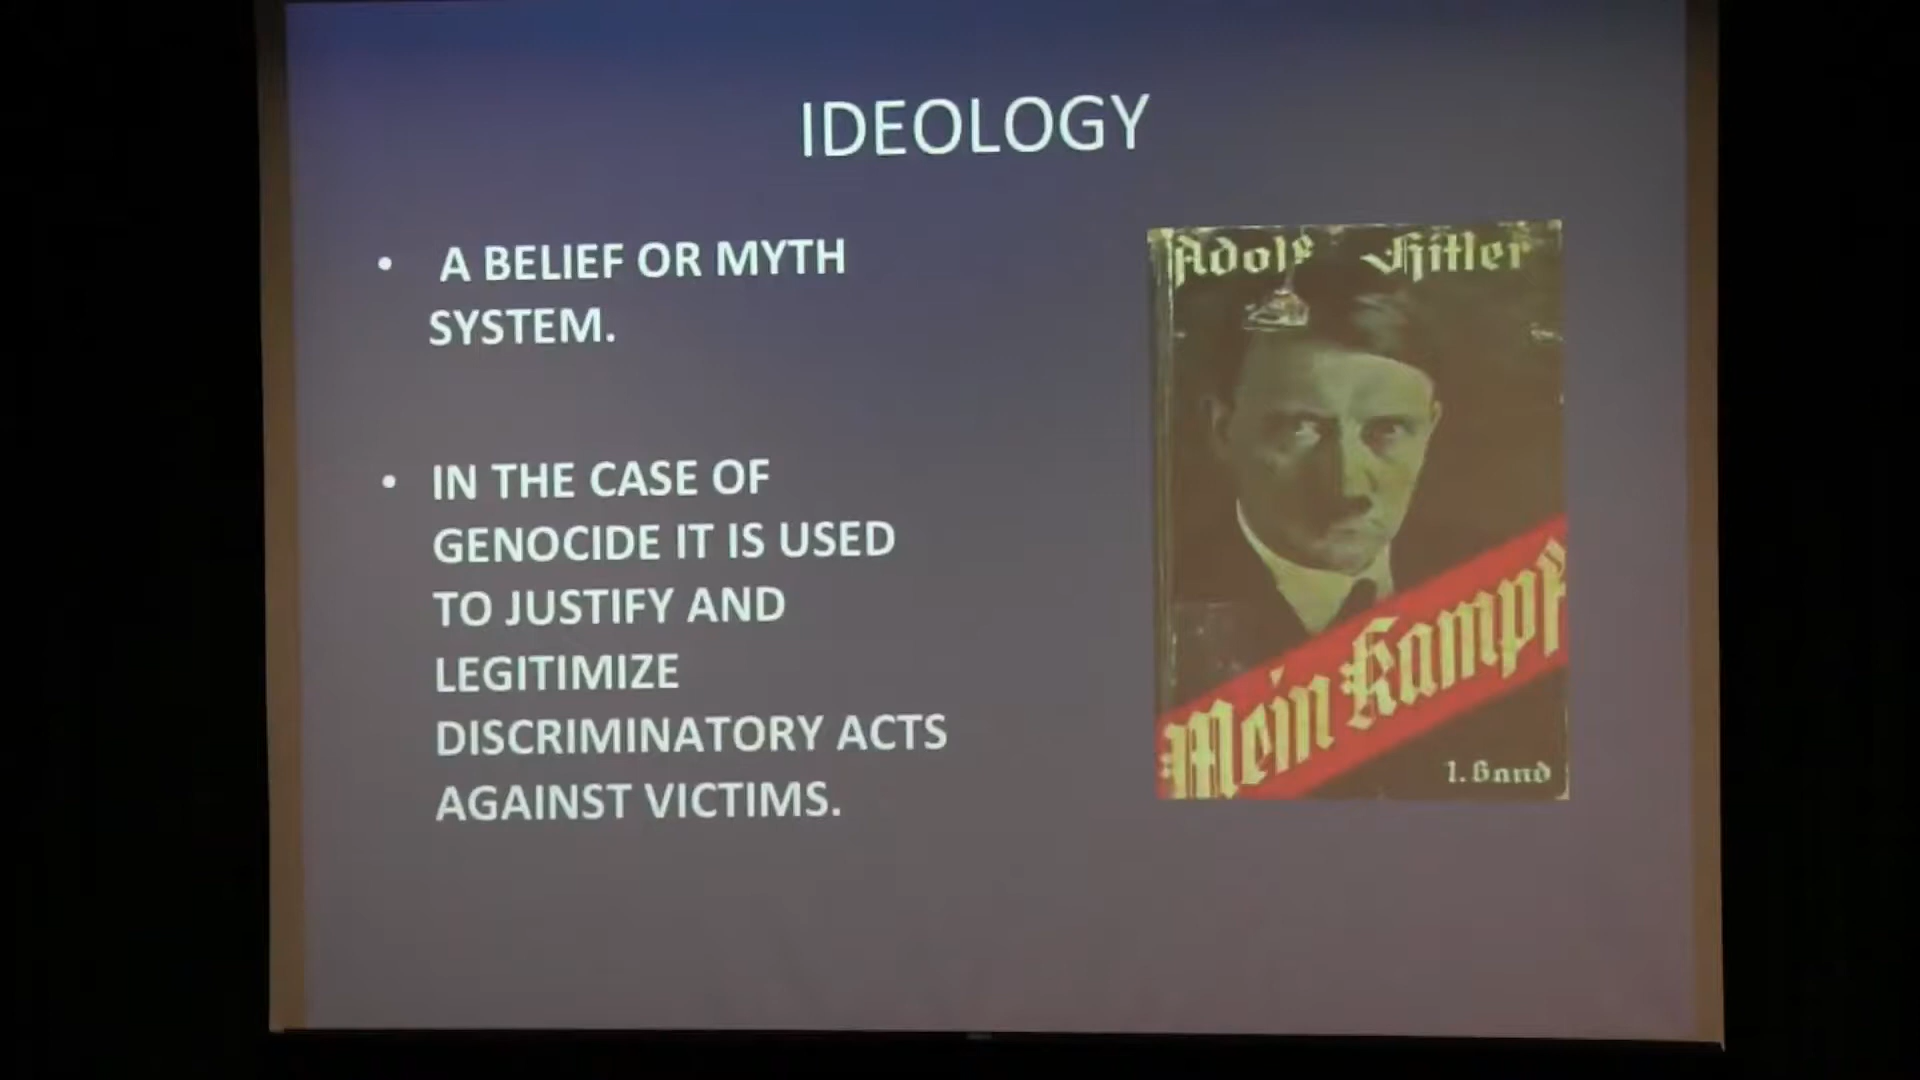 IDEOLOGY
• A BELIEF OR MYTH
SYSTEM.
• IN THE CASE OF
GENOCIDE IT IS USED
TO JUSTIFY AND
LEGITIMIZE
DISCRIMINATORY ACTS
AGAINST VICTIMS.
Adolf Hitler
Mein Kampf
1. Band